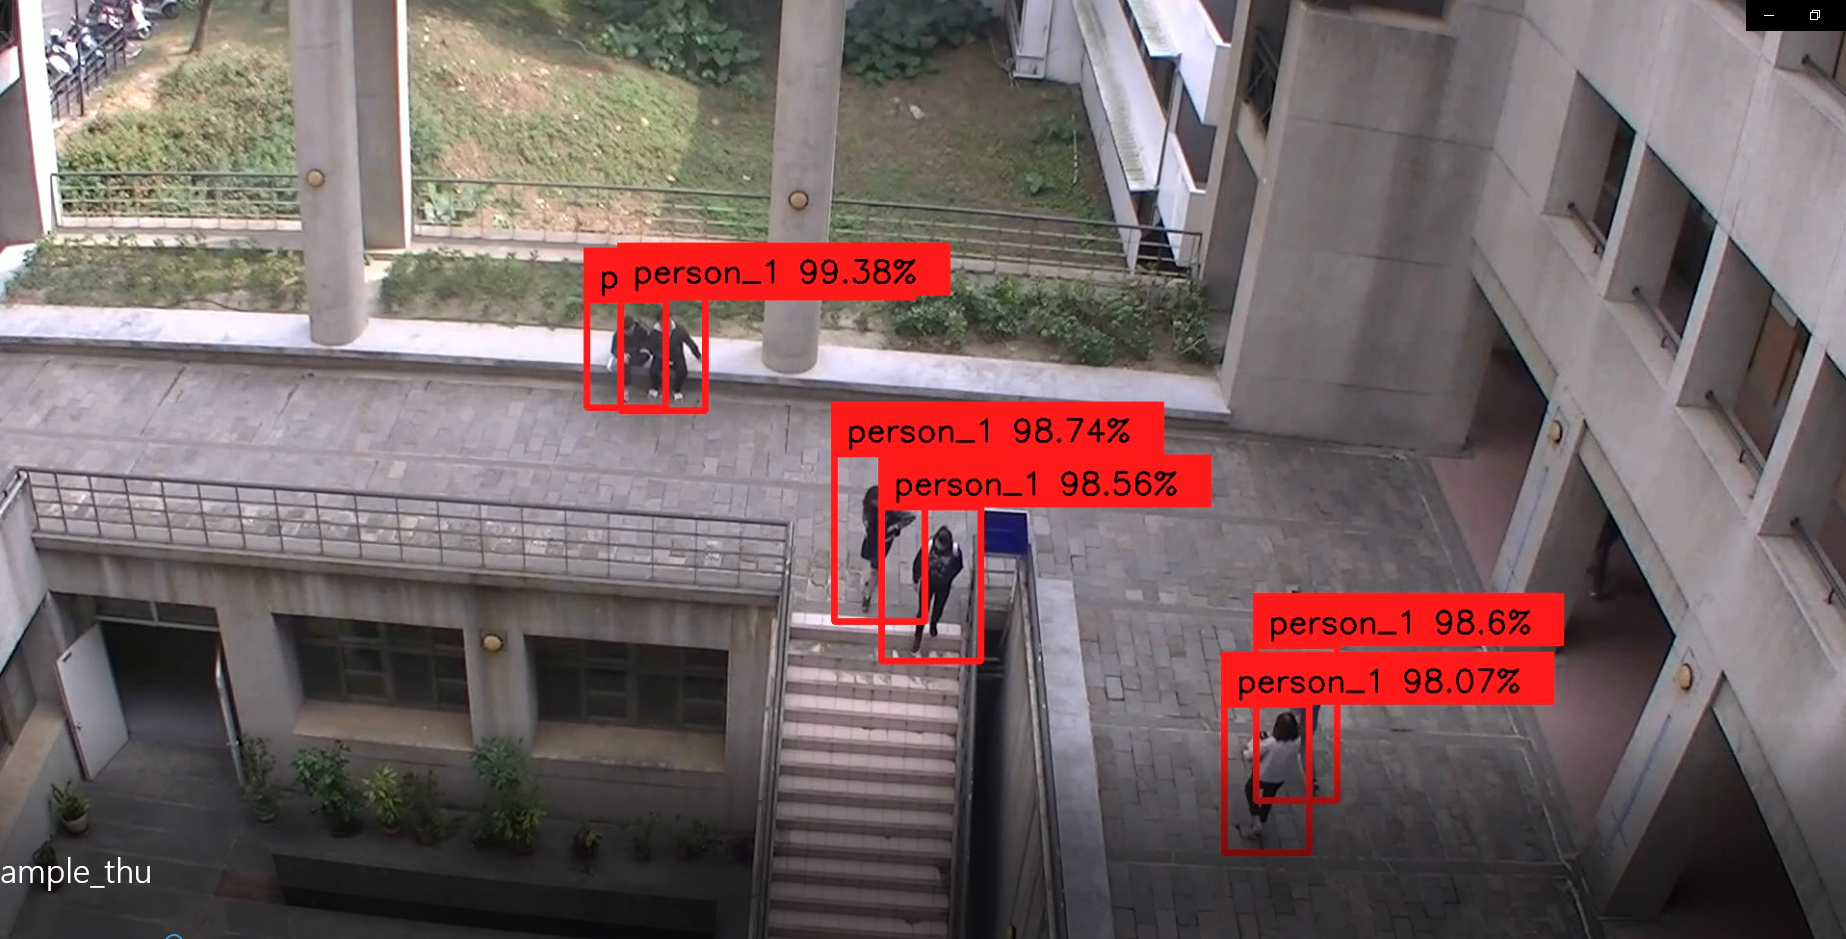 p
person_1 99.38%
person_1 98.74%
person_1 98.56%
person_1 98.6%
person_1 98.07%
ample_thu